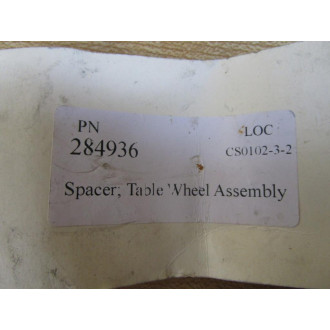 PN LOC
284936 CS0102-3-2
Spacer; Table Wheel Assembly